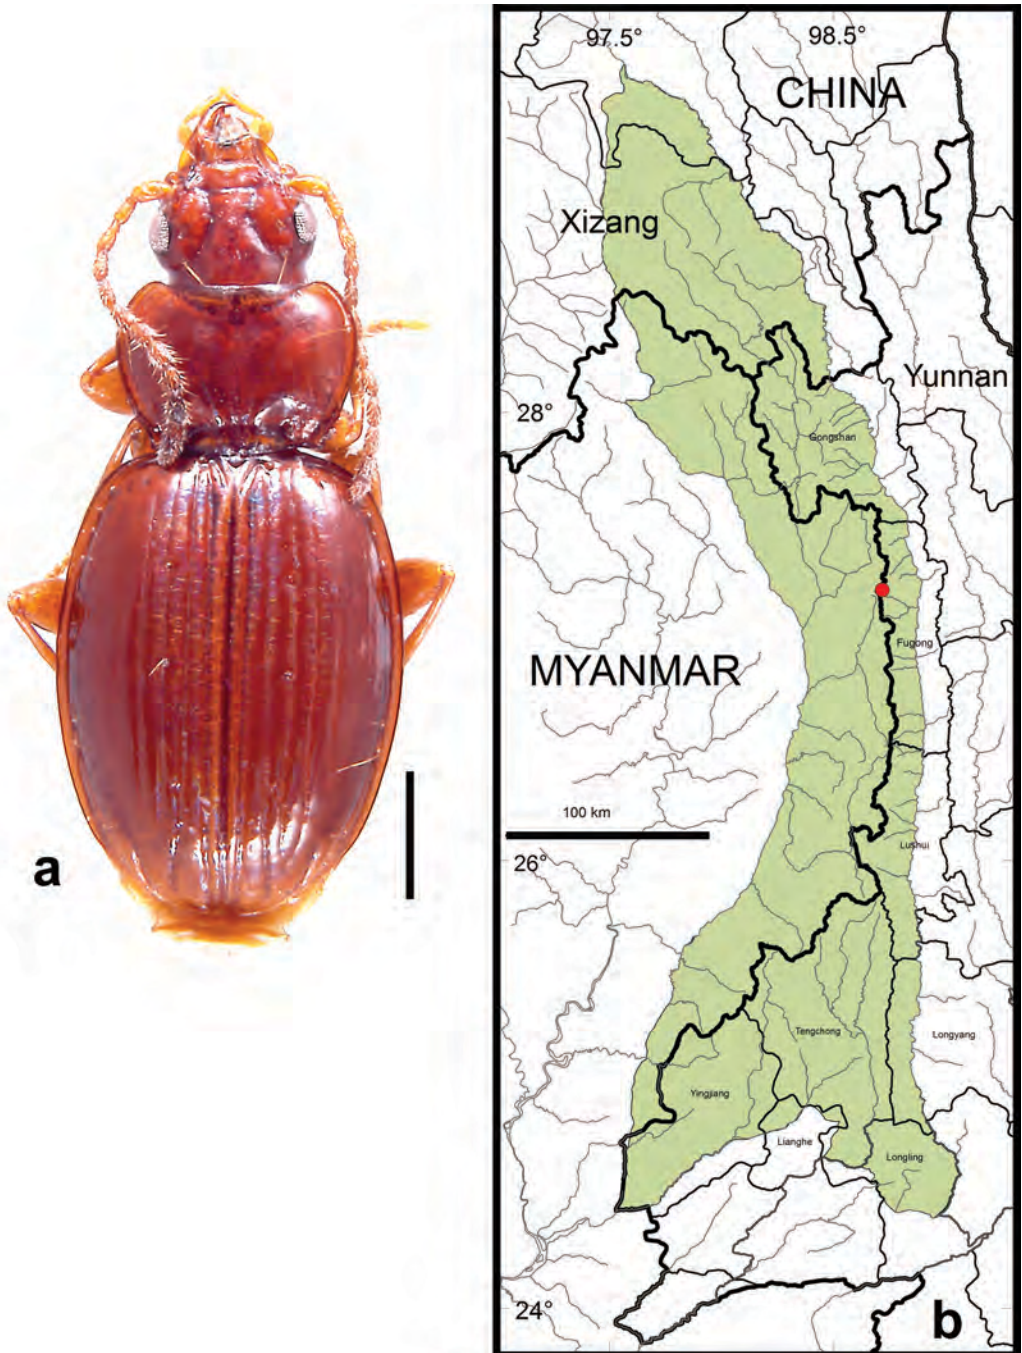 97.5°
98.5°
CHINA
Xizang
Yunnan
28°
Gongshan
Fugong
MYANMAR
100 km
26°
Lushui
a
Tengchong
Longyang
Yingjiang
Lianghe
Longling
24°
b